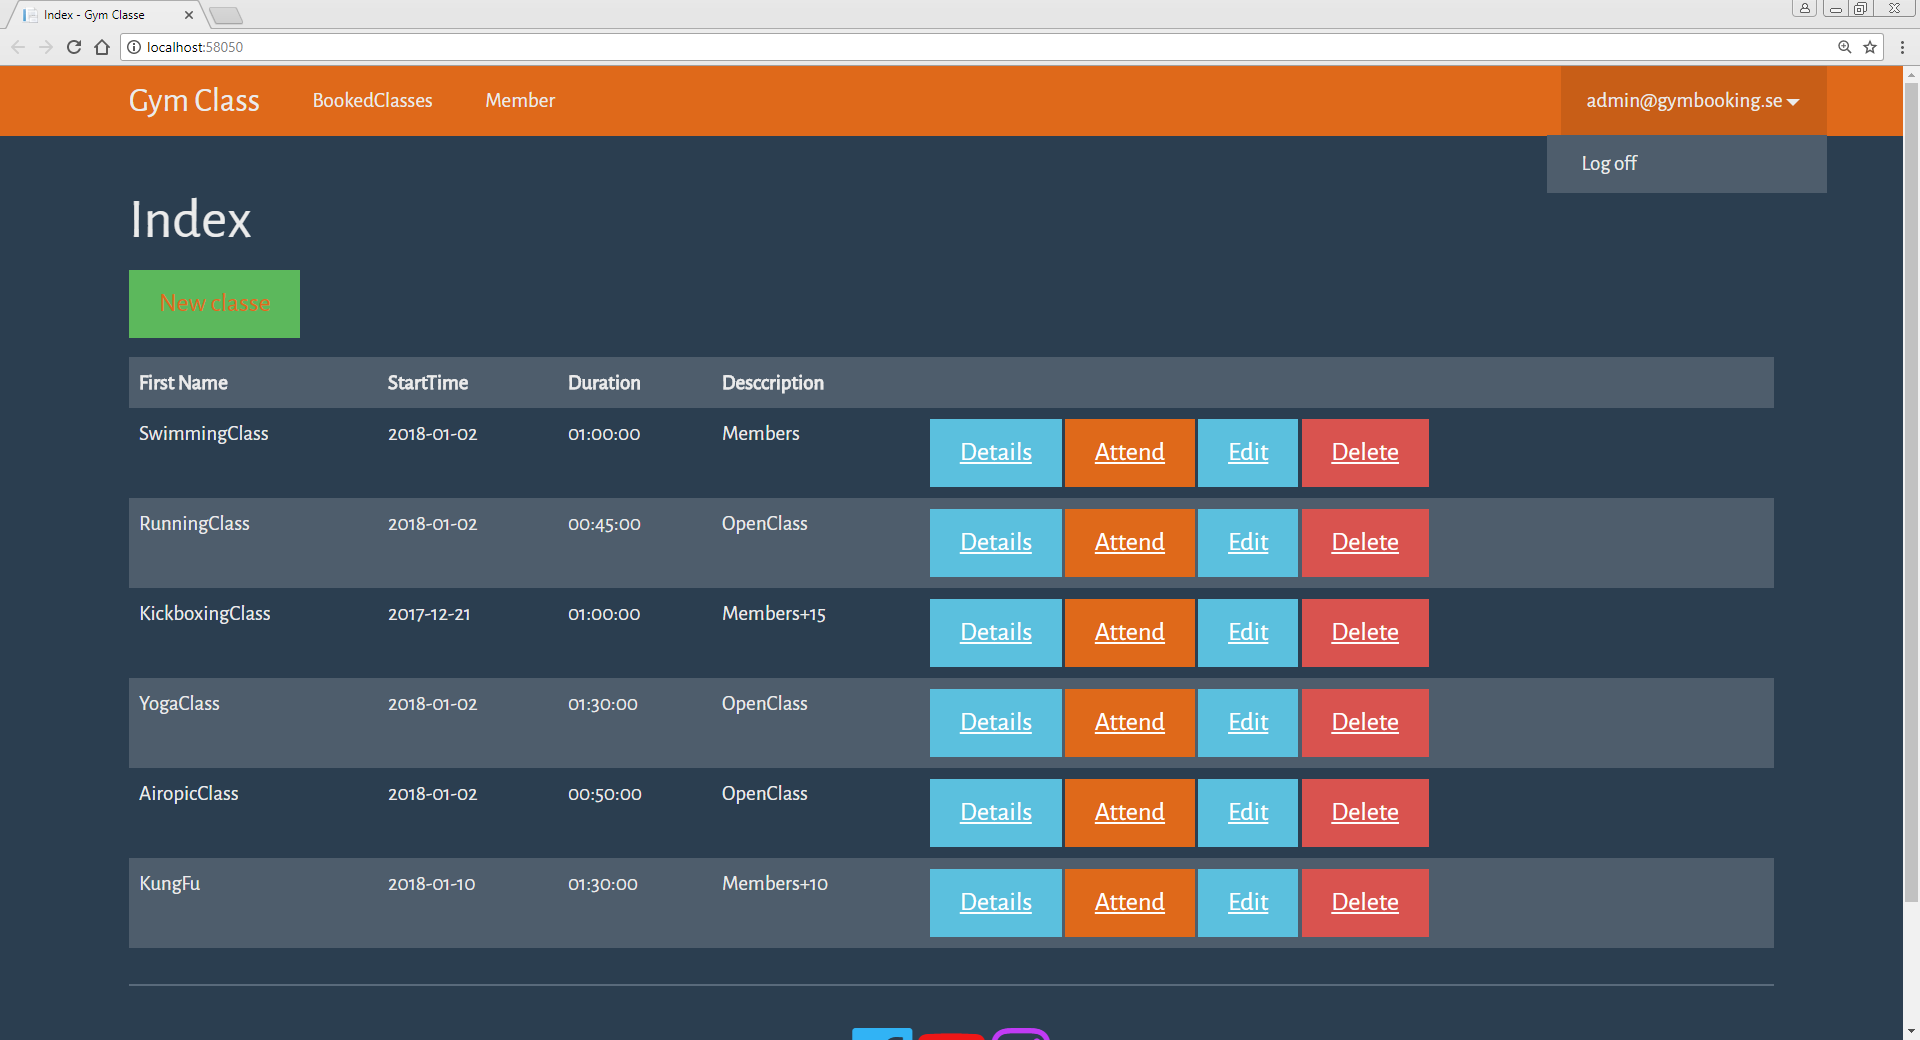 Index - Gym Classe
localhost:58050
Gym Class BookedClasses Member admin@gymbooking.se
Log off
Index
New classe
First Name StartTime Duration Desccription
SwimmingClass 2018-01-02 01:00:00 Members Details Attend Edit Delete
RunningClass 2018-01-02 00:45:00 OpenClass Details Attend Edit Delete
KickboxingClass 2017-12-21 01:00:00 Members+15 Details Attend Edit Delete
YogaClass 2018-01-02 01:30:00 OpenClass Details Attend Edit Delete
AiropicClass 2018-01-02 00:50:00 OpenClass Details Attend Edit Delete
KungFu 2018-01-10 01:30:00 Members+10 Details Attend Edit Delete